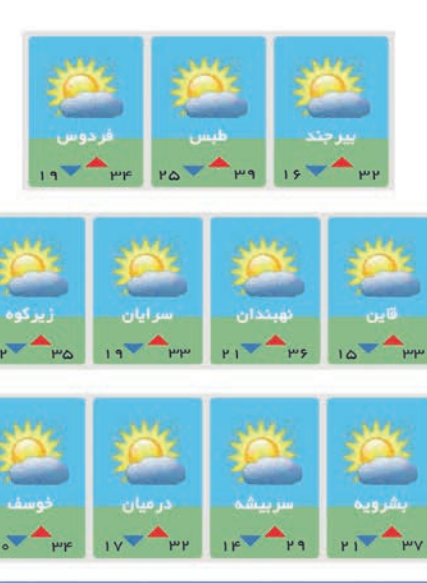 بیرجند طبس فردوس
۳۲ ۱۶ ۳۹ ۲۵ ۳۴ ۱۹
قاین نهبندان سرایان زیرکوه
۳۳ ۱۵ ۳۶ ۲۱ ۳۳ ۱۹ ۳۵
بشرویه سربیشه درمیان خوسف
۳۷ ۲۱ ۲۹ ۱۴ ۳۲ ۱۷ ۳۴